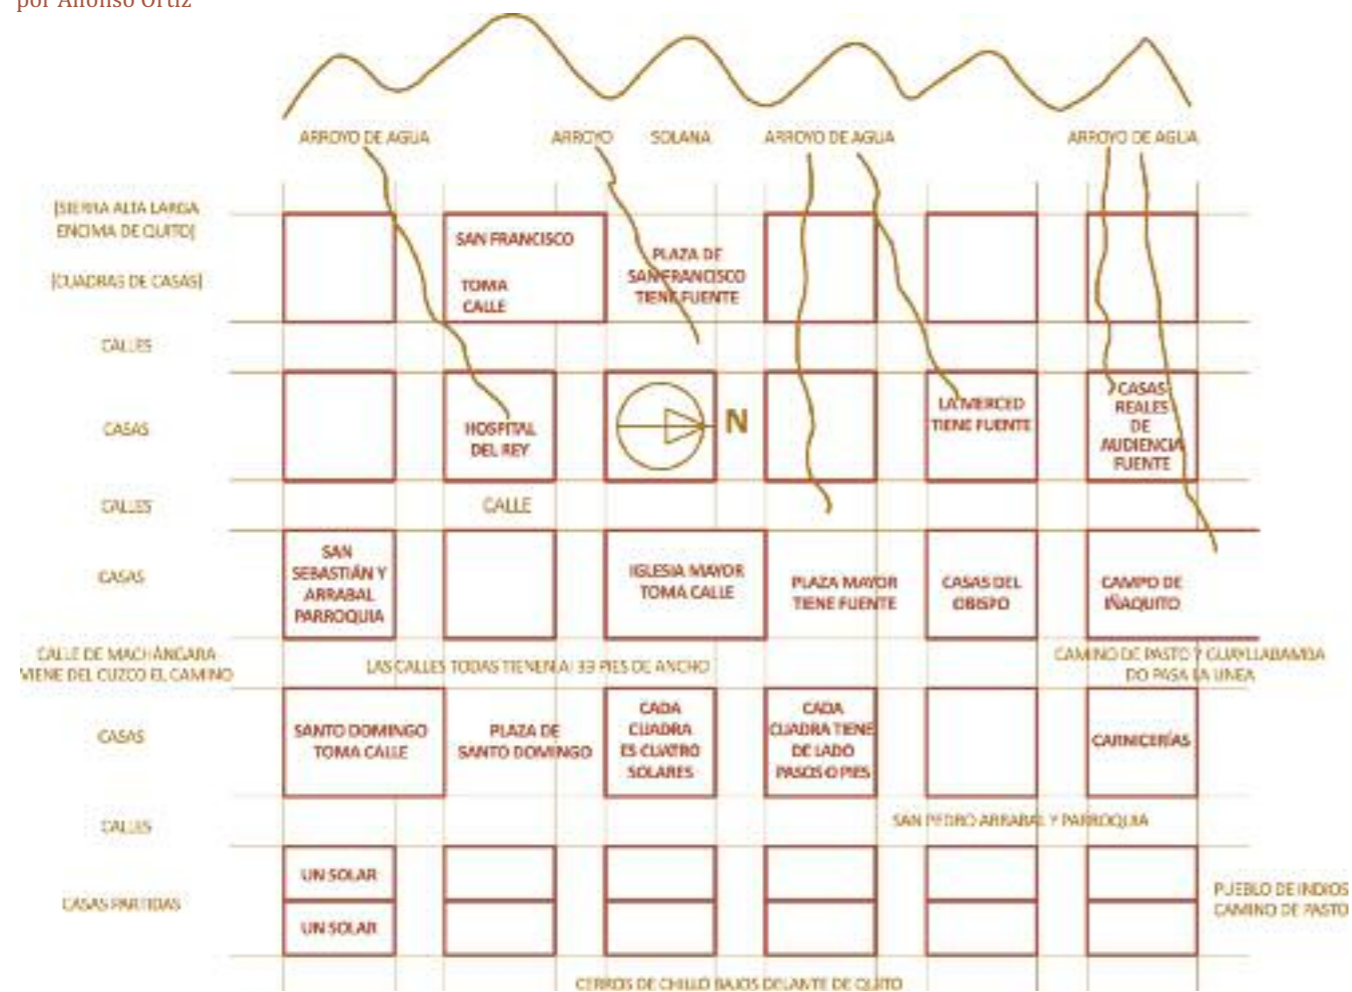 por Alfonso Ortiz
ARROYO DE AGUA
ARROYO
SOLANA
ARROYO DE AGUA
ARROYO DE AGUA
[SIERRA ALTA LARGA
ENCIMA DE QUITO]
SAN FRANCISCO
TOMA
CALLE
PLAZA DE
SAN FRANCISCO
TIENE FUENTE
[CUADRAS DE CASAS]
CALLES
CASAS
HOSPITAL
DEL REY
N
LA MERCED
TIENE FUENTE
CASAS
REALES
DE
AUDIENCIA
FUENTE
CALLES
CALLE
CASAS
SAN
SEBASTIÁN Y
ARRABAL
PARROQUIA
IGLESIA MAYOR
TOMA CALLE
PLAZA MAYOR
TIENE FUENTE
CASAS DEL
OBISPO
CAMPO DE
IÑAQUITO
CALLE DE MACHÁNGARA
VIENE DEL CUZCO EL CAMINO
LAS CALLES TODAS TIENEN A 33 PIES DE ANCHO
CAMINO DE PASTO Y GUAYLLABAMBA
DO PASA LA LINEA
CASAS
SANTO DOMINGO
TOMA CALLE
PLAZA DE
SANTO DOMINGO
CADA
CUADRA
ES CUATRO
SOLARES
CADA
CUADRA TIENE
DE LADO
PASOS O PIES
CARNICERÍAS
CALLES
SAN PEDRO ARRABAL Y PARROQUIA
CASAS PARTIDAS
UN SOLAR
UN SOLAR
PUEBLO DE INDIOS
CAMINO DE PASTO
CERROS DE CHILLO BAJOS DELANTE DE QUITO